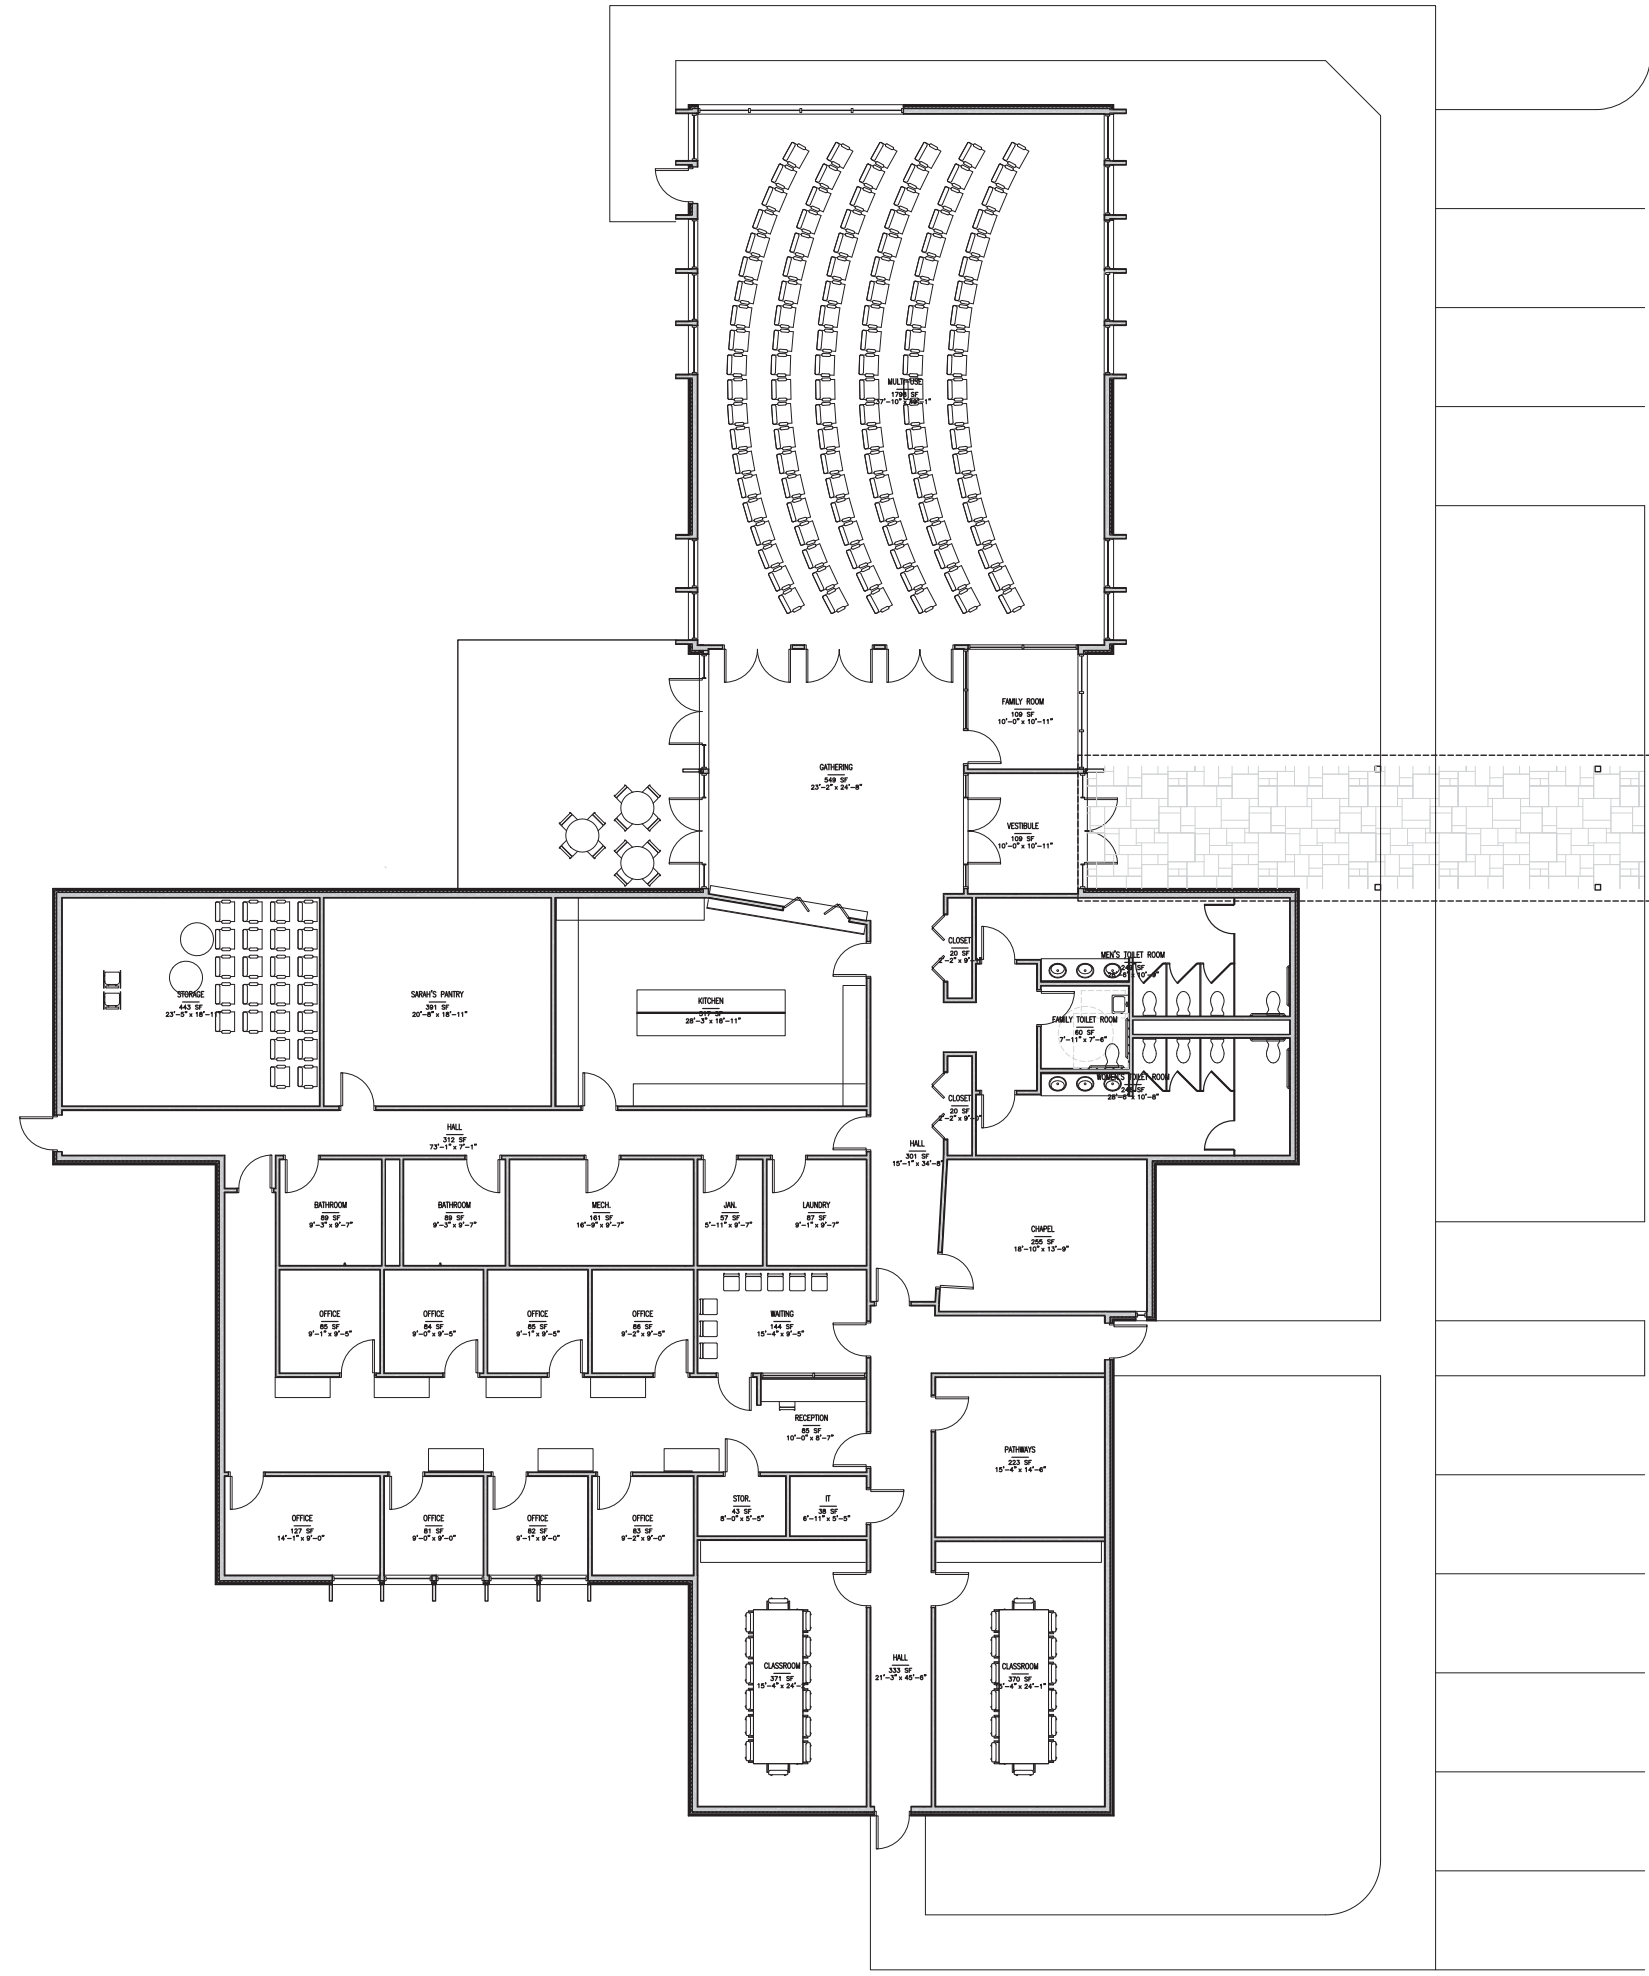 MULTI-USE
1798 SF
FAMILY ROOM
109 SF
10'-0" x 10'-11"
GATHERING
549 SF
23'-2" x 24'-8"
VESTIBULE
109 SF
10'-0" x 10'-11"
CLOSET
20 SF
MEN'S TOILET ROOM
STORAGE
443 SF
23'-5" x 18'-11"
SARAH'S PANTRY
391 SF
20'-8" x 18'-11"
KITCHEN
517 SF
28'-3" x 18'-11"
FAMILY TOILET ROOM
60 SF
7'-11" x 7'-6"
WOMEN'S TOILET ROOM
28'-6" x 10'-8"
CLOSET
20 SF
HALL
312 SF
73'-1" x 7'-1"
HALL
301 SF
15'-1" x 34'-8"
BATHROOM
89 SF
9'-3" x 9'-7"
BATHROOM
89 SF
9'-3" x 9'-7"
MECH.
161 SF
16'-9" x 9'-7"
JAN.
57 SF
5'-11" x 9'-7"
LAUNDRY
87 SF
9'-1" x 9'-7"
CHAPEL
255 SF
18'-10" x 13'-9"
OFFICE
85 SF
9'-1" x 9'-5"
OFFICE
84 SF
9'-0" x 9'-5"
OFFICE
85 SF
9'-1" x 9'-5"
OFFICE
86 SF
9'-2" x 9'-5"
WAITING
144 SF
15'-4" x 9'-5"
RECEPTION
85 SF
10'-0" x 8'-7"
PATHWAYS
223 SF
15'-4" x 14'-6"
OFFICE
127 SF
14'-1" x 9'-0"
OFFICE
81 SF
9'-0" x 9'-0"
OFFICE
82 SF
9'-1" x 9'-0"
OFFICE
83 SF
9'-2" x 9'-0"
STOR.
43 SF
8'-0" x 5'-5"
IT
38 SF
6'-11" x 5'-5"
CLASSROOM
371 SF
HALL
333 SF
21'-3" x 45'-6"
CLASSROOM
370 SF